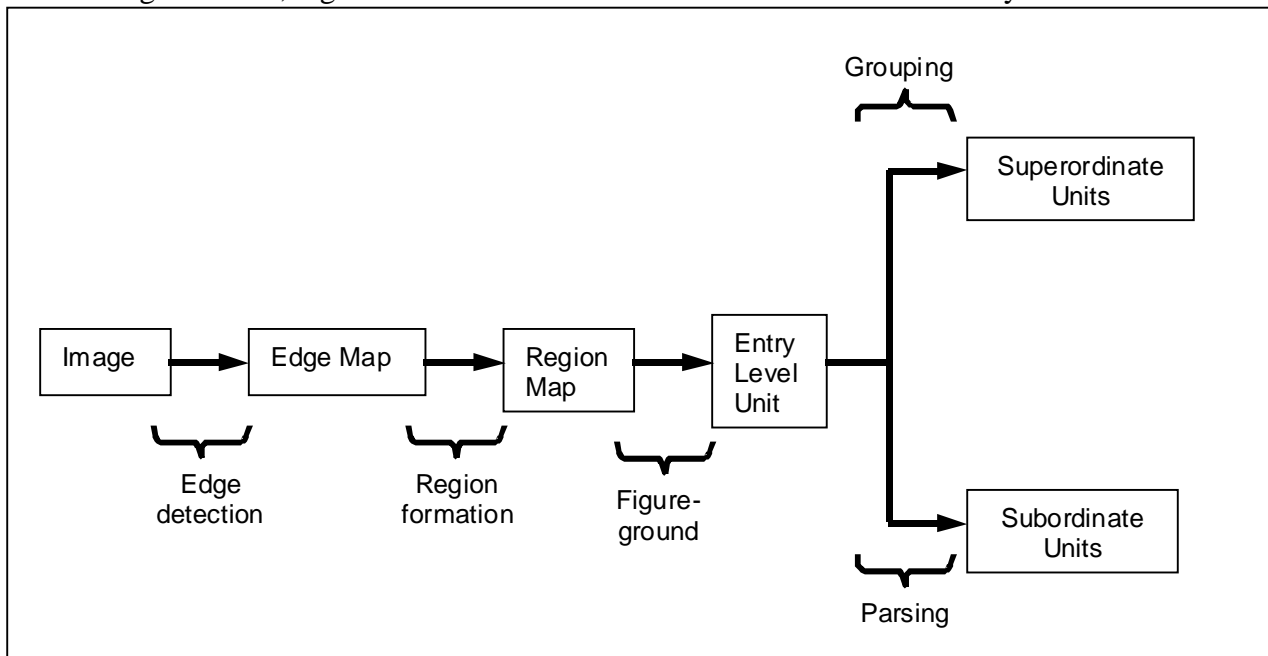 Grouping
Superordinate
Units
Image
Edge Map
Region
Map
Entry
Level
Unit
Edge
detection
Region
formation
Figure-
ground
Subordinate
Units
Parsing